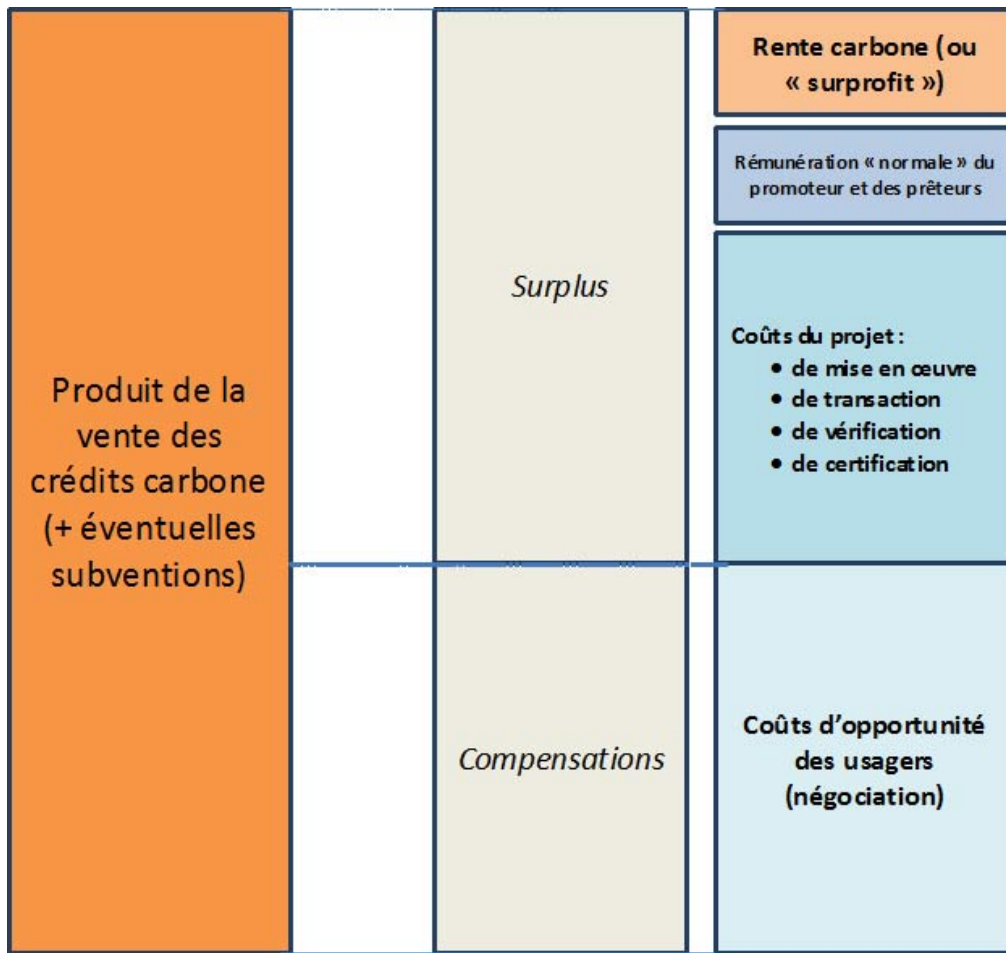 Produit de la
vente des
crédits carbone
(+ éventuelles
subventions)
Surplus
Compensations
Rente carbone (ou
« surprofit »)
Rémunération « normale » du
promoteur et des prêteurs
Coûts du projet :
• de mise en œuvre
• de transaction
• de vérification
• de certification
Coûts d’opportunité
des usagers
(négociation)